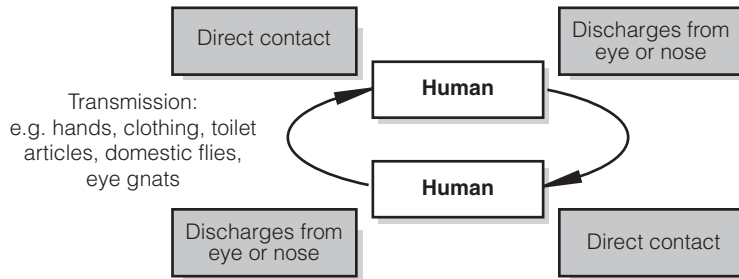 Direct contact
Discharges from
eye or nose
Human
Transmission:
e.g. hands, clothing, toilet
articles, domestic flies,
eye gnats
Human
Discharges from
eye or nose
Direct contact